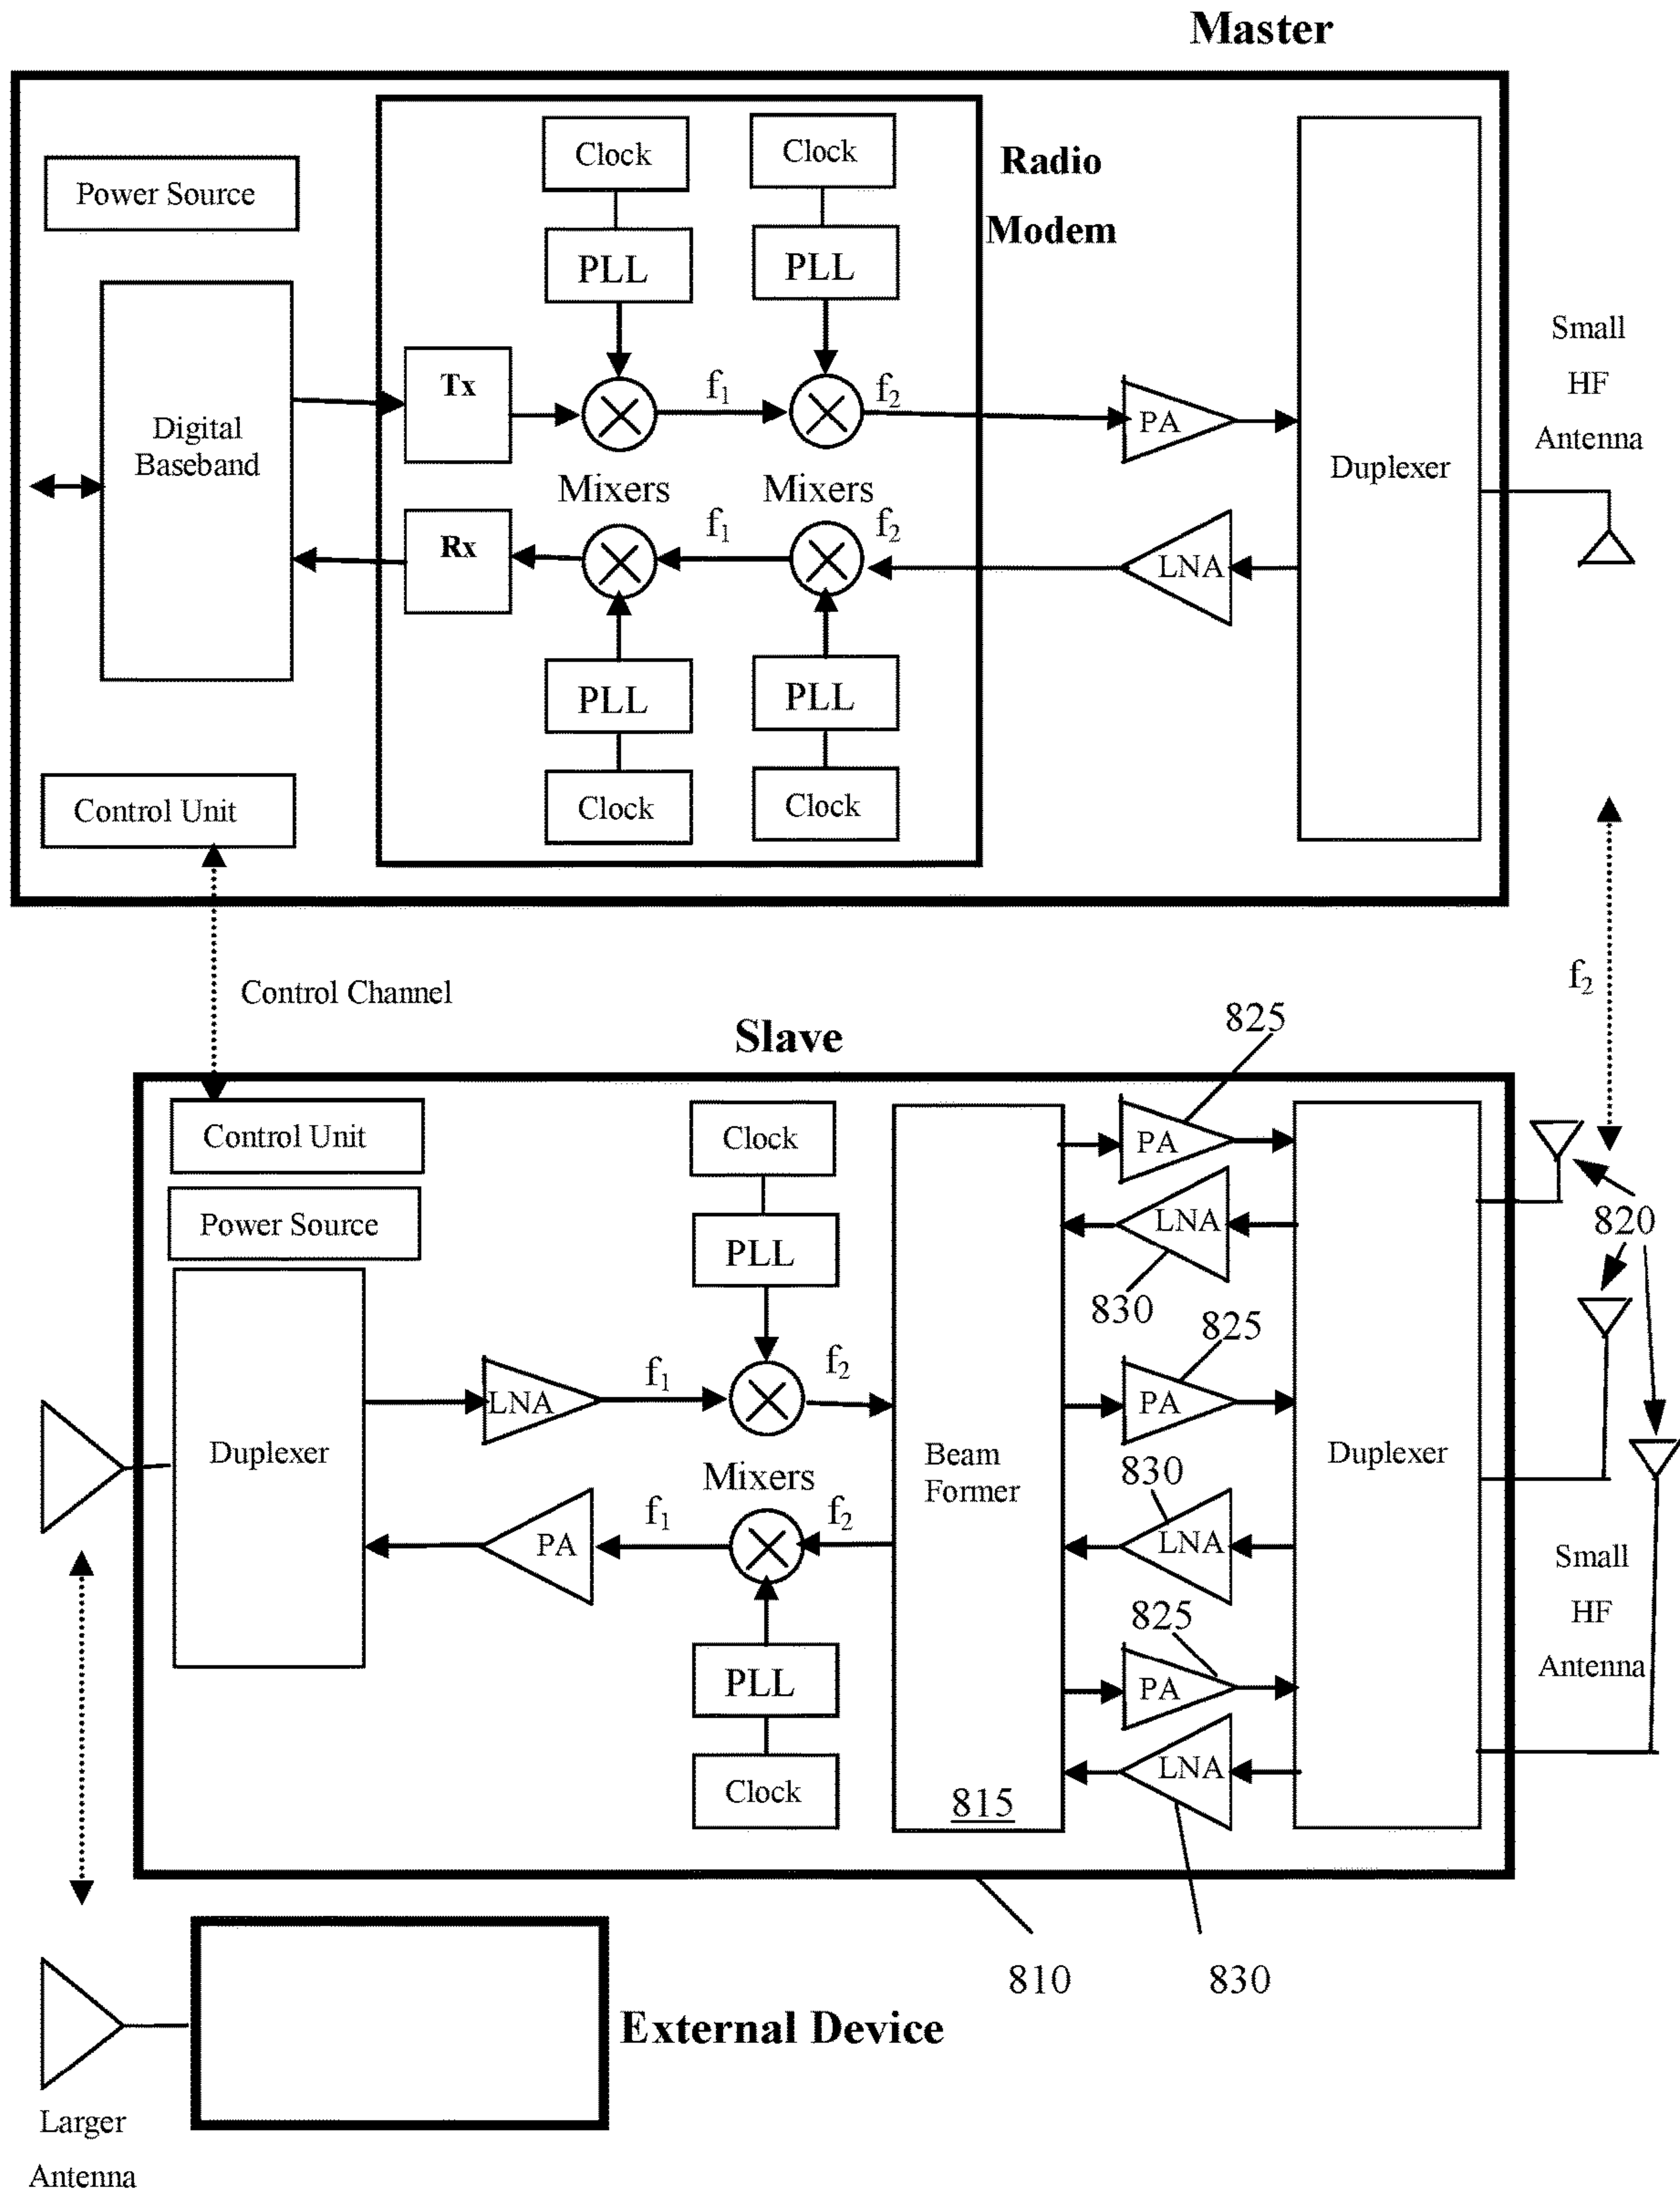 Master
Clock
Clock
Radio
Modem
Power Source
PLL
PLL
Small
HF
Antenna
Tx
f1
f2
PA
Digital
Baseband
Duplexer
Mixers
Mixers
Rx
f1
f2
LNA
PLL
PLL
Control Unit
Clock
Clock
f2
Control Channel
Slave
825
Control Unit
Clock
PA
Power Source
PLL
LNA
820
830
825
LNA
f1
f2
PA
Duplexer
Mixers
Beam
Former
Duplexer
830
f1
f2
PA
LNA
Small
HF
Antenna
825
PLL
PA
Clock
LNA
815
810
830
External Device
Larger
Antenna